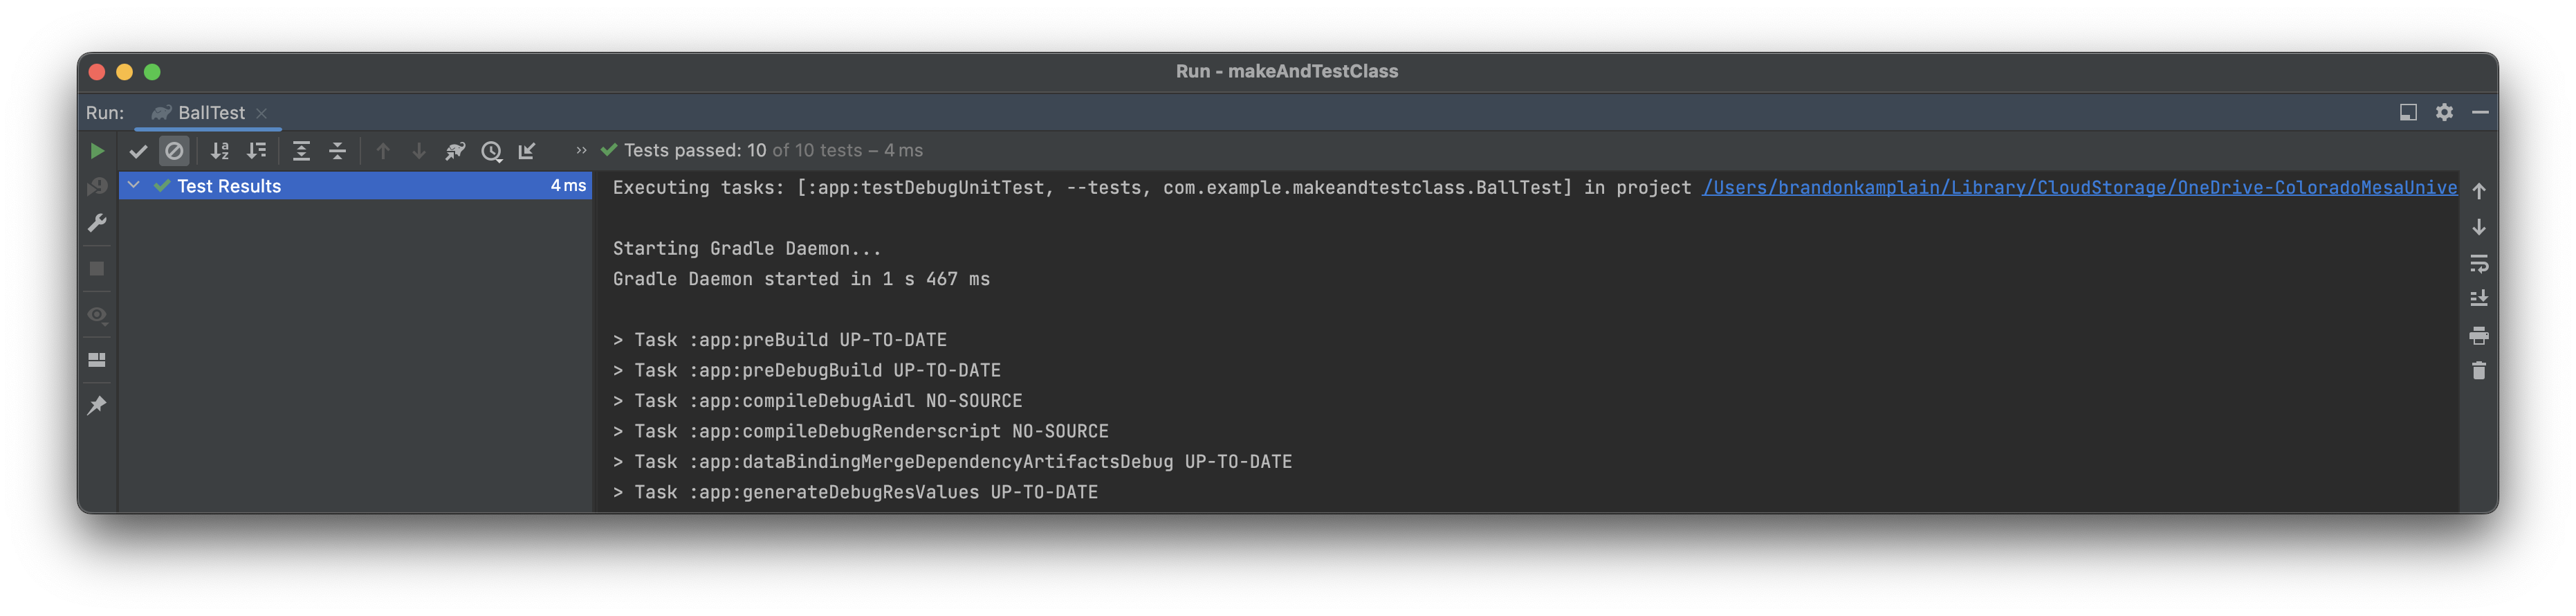 Run - makeAndTestClass
Run: BallTest
Tests passed: 10 of 10 tests – 4 ms
Test Results 4 ms
Executing tasks: [:app:testDebugUnitTest, --tests, com.example.makeandtestclass.BallTest] in project /Users/brandonkamplain/Library/CloudStorage/OneDrive-ColoradoMesaUnive
Starting Gradle Daemon...
Gradle Daemon started in 1 s 467 ms
> Task :app:preBuild UP-TO-DATE
> Task :app:preDebugBuild UP-TO-DATE
> Task :app:compileDebugAidl NO-SOURCE
> Task :app:compileDebugRenderscript NO-SOURCE
> Task :app:dataBindingMergeDependencyArtifactsDebug UP-TO-DATE
> Task :app:generateDebugResValues UP-TO-DATE